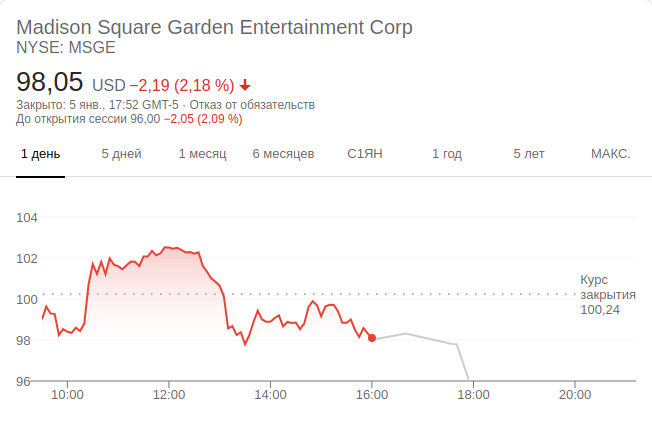 Madison Square Garden Entertainment Corp
NYSE: MSGE
98,05 USD −2,19 (2,18 %)
Закрыто: 5 янв., 17:52 GMT-5 · Отказ от обязательств
До открытия сессии 96,00 −2,05 (2,09 %)
1 день 5 дней 1 месяц 6 месяцев С1ЯН 1 год 5 лет МАКС.
104
102
100
98
96
Курс
закрытия
100,24
10:00 12:00 14:00 16:00 18:00 20:00